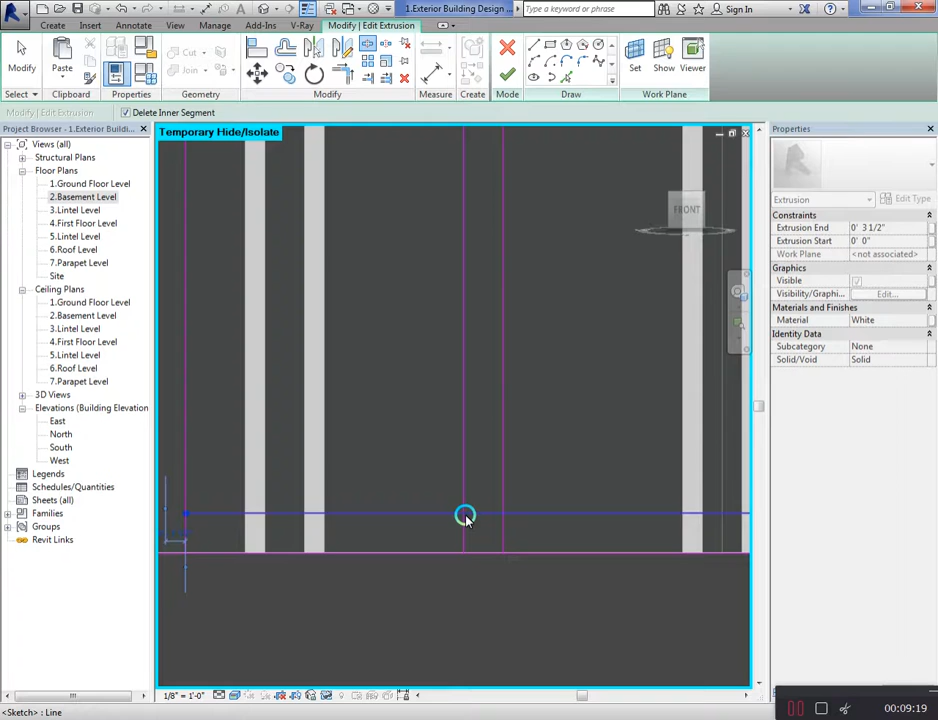 1.Exterior Building Design ...
Type a keyword or phrase
Sign In
Architecture
Insert
Annotate
View
Manage
Add-Ins
V-Ray
Modify | Edit Extrusion
Modify
Paste
Cut
Join
Set
Show
Viewer
Select
Clipboard
Properties
Geometry
Modify
Measure
Create
Mode
Draw
Work Plane
Modify | Edit Extrusion
Delete Inner Segment
Project Browser - 1.Exterior Buildi...
Views (all)
Structural Plans
Floor Plans
1.Ground Floor Level
2.Basement Level
3.Lintel Level
4.First Floor Level
5.Lintel Level
6.Roof Level
7.Parapet Level
Site
Ceiling Plans
1.Ground Floor Level
2.Basement Level
3.Lintel Level
4.First Floor Level
5.Lintel Level
6.Roof Level
7.Parapet Level
3D Views
Elevations (Building Elevation
East
North
South
West
Legends
Schedules/Quantities
Sheets (all)
Families
Groups
Revit Links
Temporary Hide/Isolate
FRONT
Properties
Extrusion
Edit Type
Constraints
Extrusion End 0' 3 1/2"
Extrusion Start 0' 0"
Work Plane <not associated>
Graphics
Visible
Visibility/Graphi... Edit...
Materials and Finishes
Material White
Identity Data
Subcategory None
Solid/Void Solid
1/8" = 1'-0"
<Sketch> : Line
00:09:19